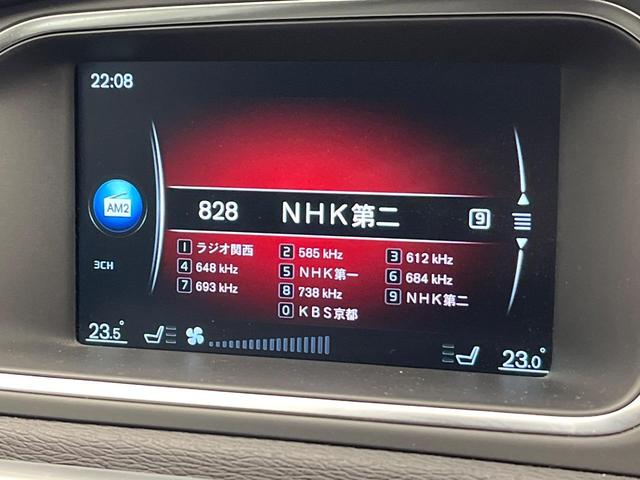 22:08
AM2
828 NHK第二 9
3CH
1 ラジオ関西 2 585 kHz 3 612 kHz
4 648 kHz 5 NHK第一 6 684 kHz
7 693 kHz 8 738 kHz 9 NHK第二
0 KBS京都
23.5° 23.0°